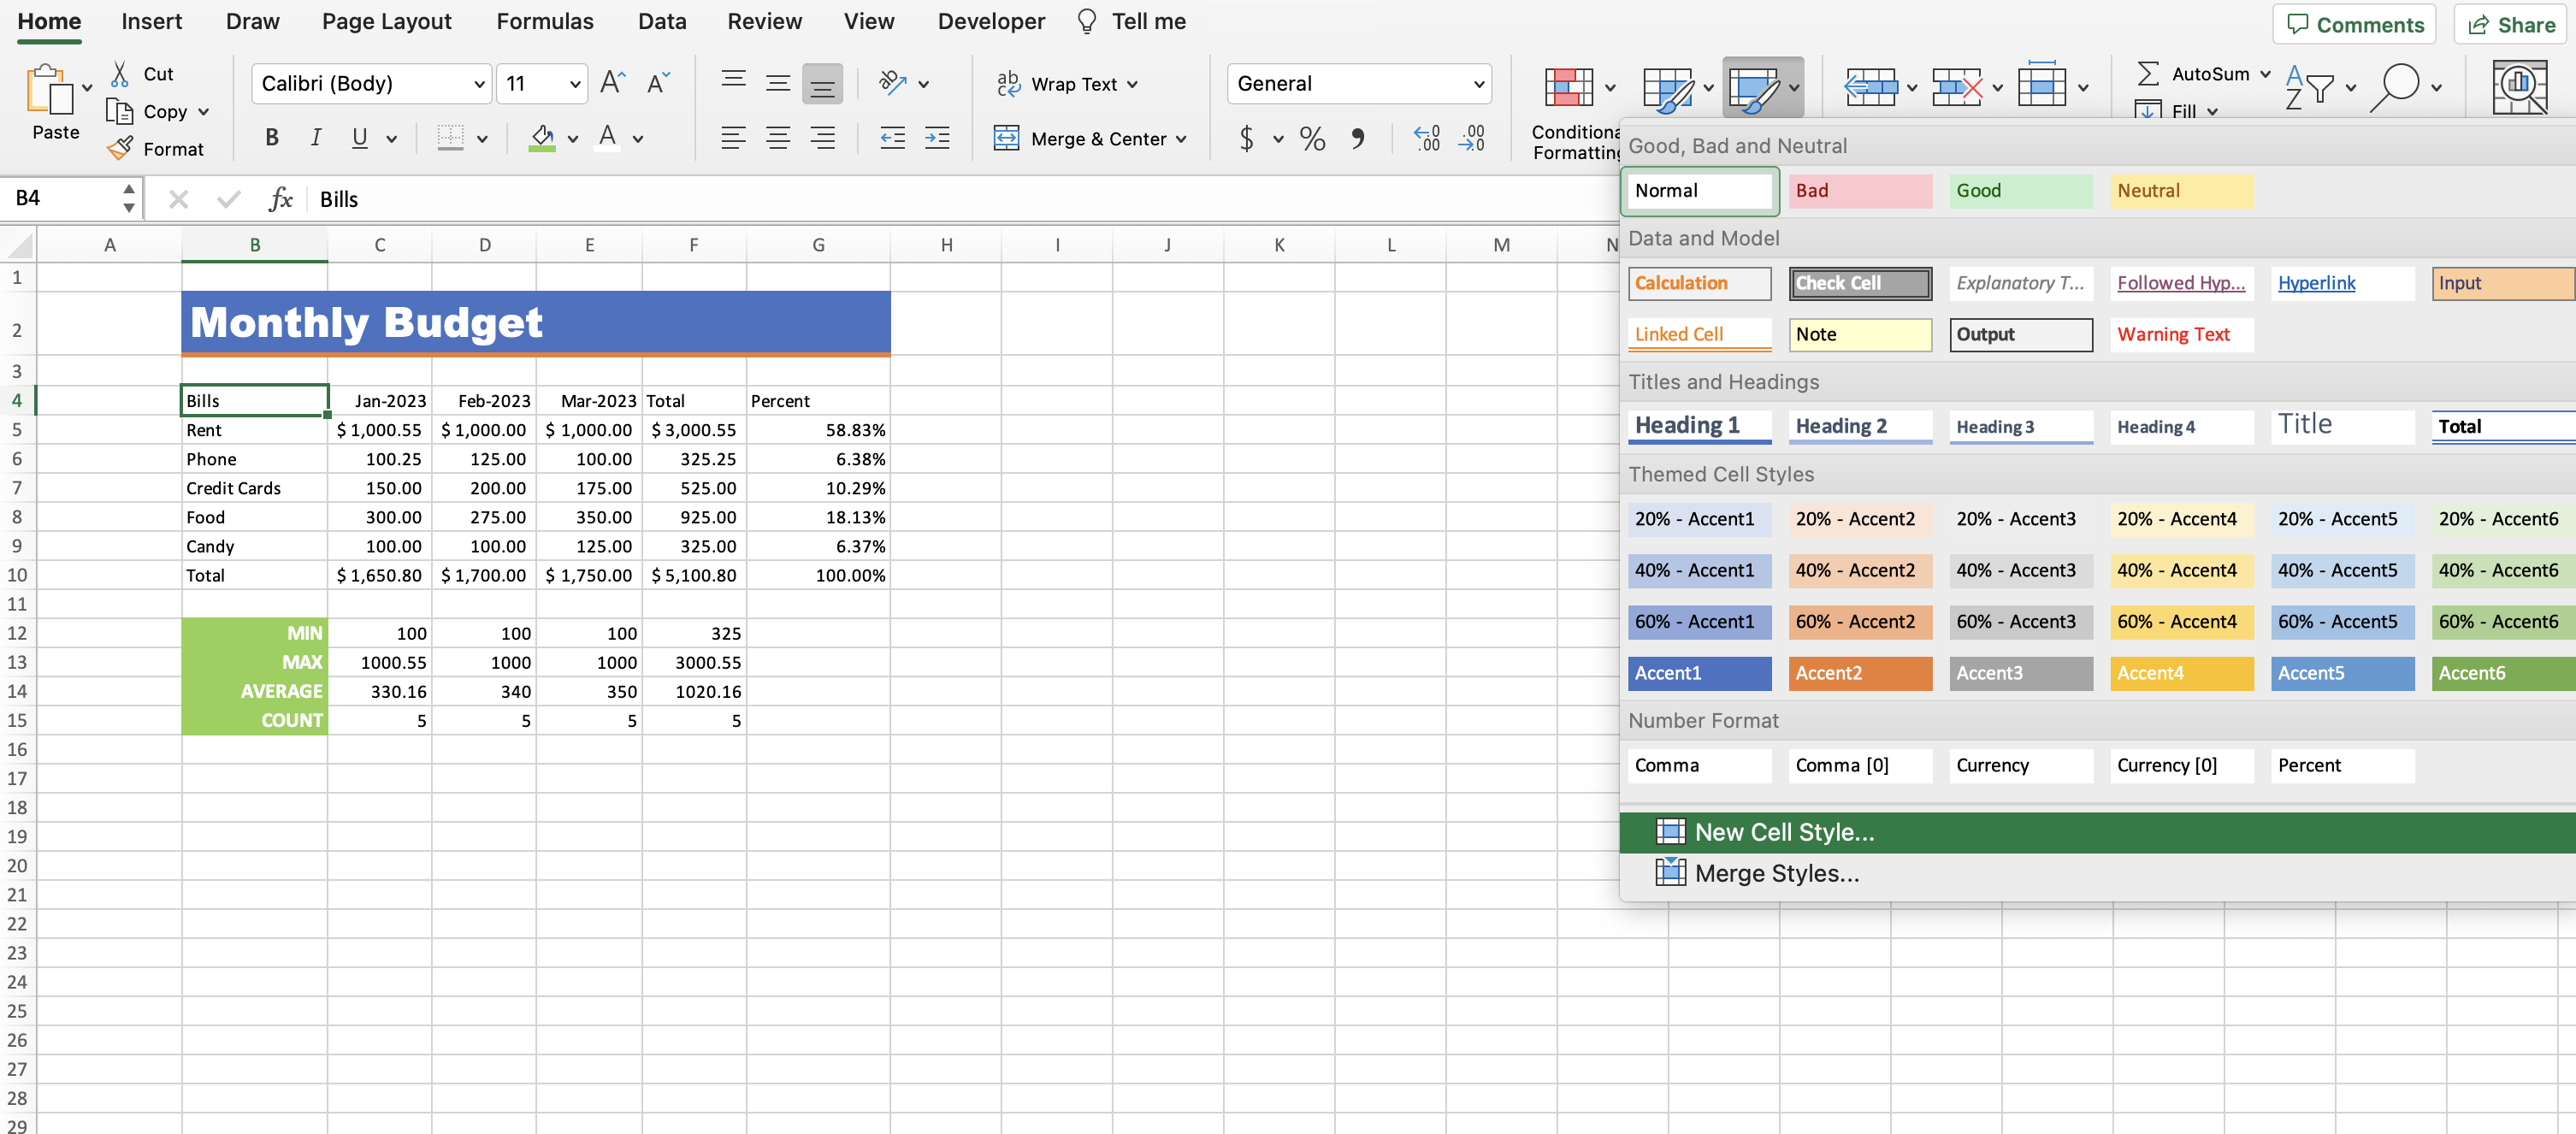 Home Insert Draw Page Layout Formulas Data Review View Developer Tell me Comments Share
Paste Cut Copy Format
Calibri (Body) 11 A A
B I U A
ab Wrap Text
Merge & Center
General
$ % , .00 .00
Conditional Formatting
AutoSum
Fill
A Z
B4 fx Bills
A B C D E F G H I J K L M N
1
2 Monthly Budget
3
4 Bills Jan-2023 Feb-2023 Mar-2023 Total Percent
5 Rent $ 1,000.55 $ 1,000.00 $ 1,000.00 $ 3,000.55 58.83%
6 Phone 100.25 125.00 100.00 325.25 6.38%
7 Credit Cards 150.00 200.00 175.00 525.00 10.29%
8 Food 300.00 275.00 350.00 925.00 18.13%
9 Candy 100.00 100.00 125.00 325.00 6.37%
10 Total $ 1,650.80 $ 1,700.00 $ 1,750.00 $ 5,100.80 100.00%
11
12 MIN 100 100 100 325
13 MAX 1000.55 1000 1000 3000.55
14 AVERAGE 330.16 340 350 1020.16
15 COUNT 5 5 5 5
16
17
18
19
20
21
22
23
24
25
26
27
28
29
Good, Bad and Neutral
Normal Bad Good Neutral
Data and Model
Calculation Check Cell Explanatory T... Followed Hyp... Hyperlink Input
Linked Cell Note Output Warning Text
Titles and Headings
Heading 1 Heading 2 Heading 3 Heading 4 Title Total
Themed Cell Styles
20% - Accent1 20% - Accent2 20% - Accent3 20% - Accent4 20% - Accent5 20% - Accent6
40% - Accent1 40% - Accent2 40% - Accent3 40% - Accent4 40% - Accent5 40% - Accent6
60% - Accent1 60% - Accent2 60% - Accent3 60% - Accent4 60% - Accent5 60% - Accent6
Accent1 Accent2 Accent3 Accent4 Accent5 Accent6
Number Format
Comma Comma [0] Currency Currency [0] Percent
New Cell Style...
Merge Styles...